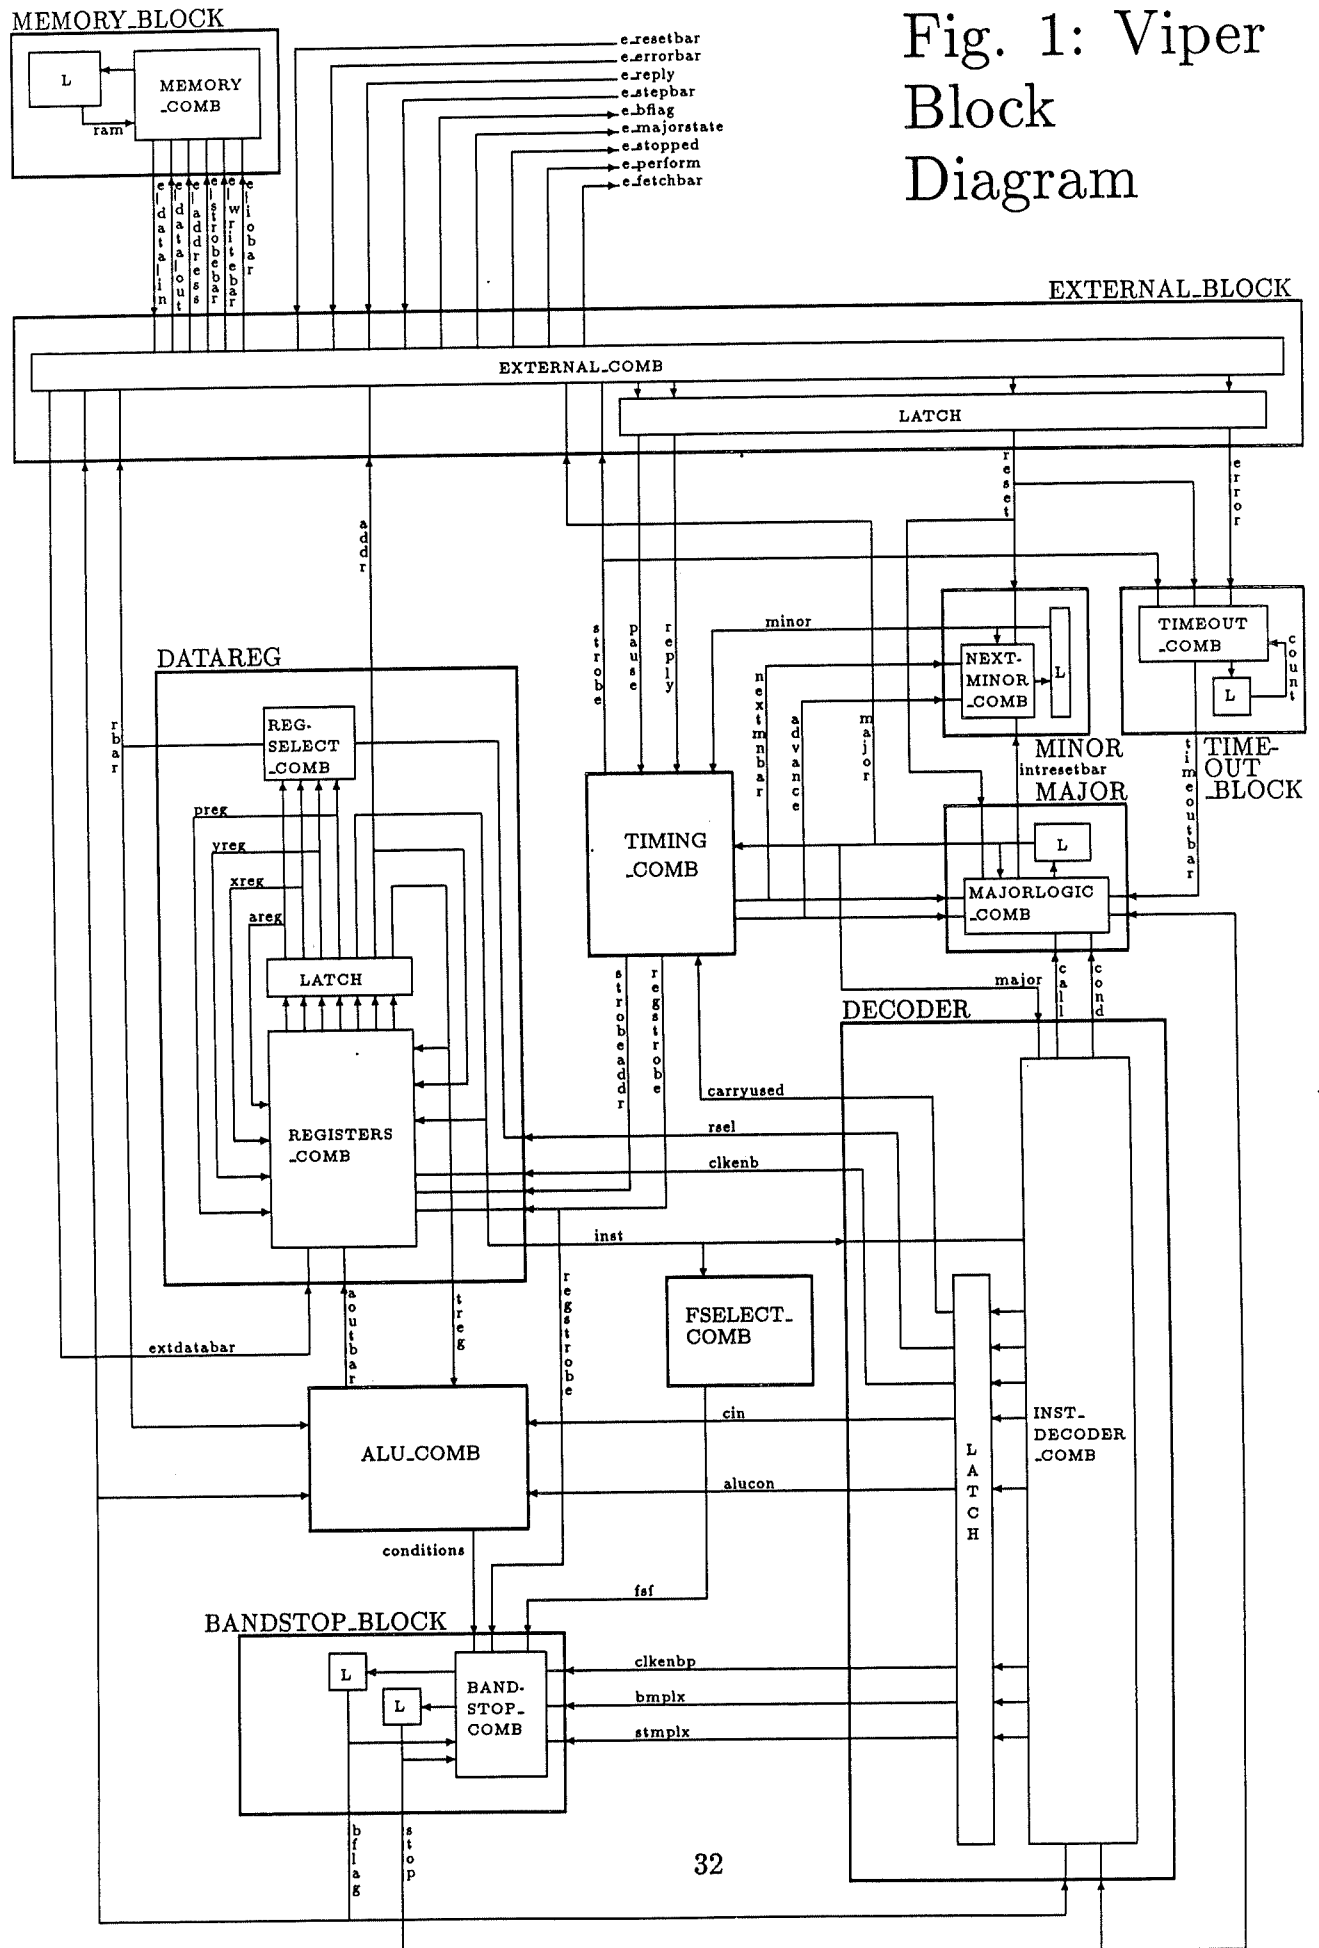 MEMORY_BLOCK
Fig. 1: Viper
Block
Diagram
L
MEMORY
_COMB
ram
e_resetbar
e_errorbar
e_reply
e_stepbar
e_bflag
e_majorstate
e_stopped
e_perform
e_fetchbar
e_data_in
e_data_out
e_address
e_strobebar
e_writebar
e_iobar
EXTERNAL_BLOCK
EXTERNAL_COMB
LATCH
reset
error
addr
strobe
pause
reply
minor
NEXT-
MINOR
_COMB
L
TIMEOUT
_COMB
L
count
nextmnbar
advance
major
MINOR
intresetbar
TIME-
OUT
_BLOCK
timeoutbar
DATAREG
rbar
REG-
SELECT
_COMB
preg
yreg
xreg
areg
LATCH
REGISTERS
_COMB
TIMING
_COMB
MAJOR
L
MAJORLOGIC
_COMB
strobeaddr
regstrobe
major
call
cond
DECODER
carryused
rsel
clkenb
inst
FSELECT_
COMB
extdatabar
aoutbar
treg
regstrobe
ALU_COMB
cin
alucon
LATCH
INST_
DECODER
_COMB
conditions
fsf
BANDSTOP_BLOCK
L
L
BAND-
STOP_
COMB
clkenbp
bmplx
stmplx
bflag
stop
32